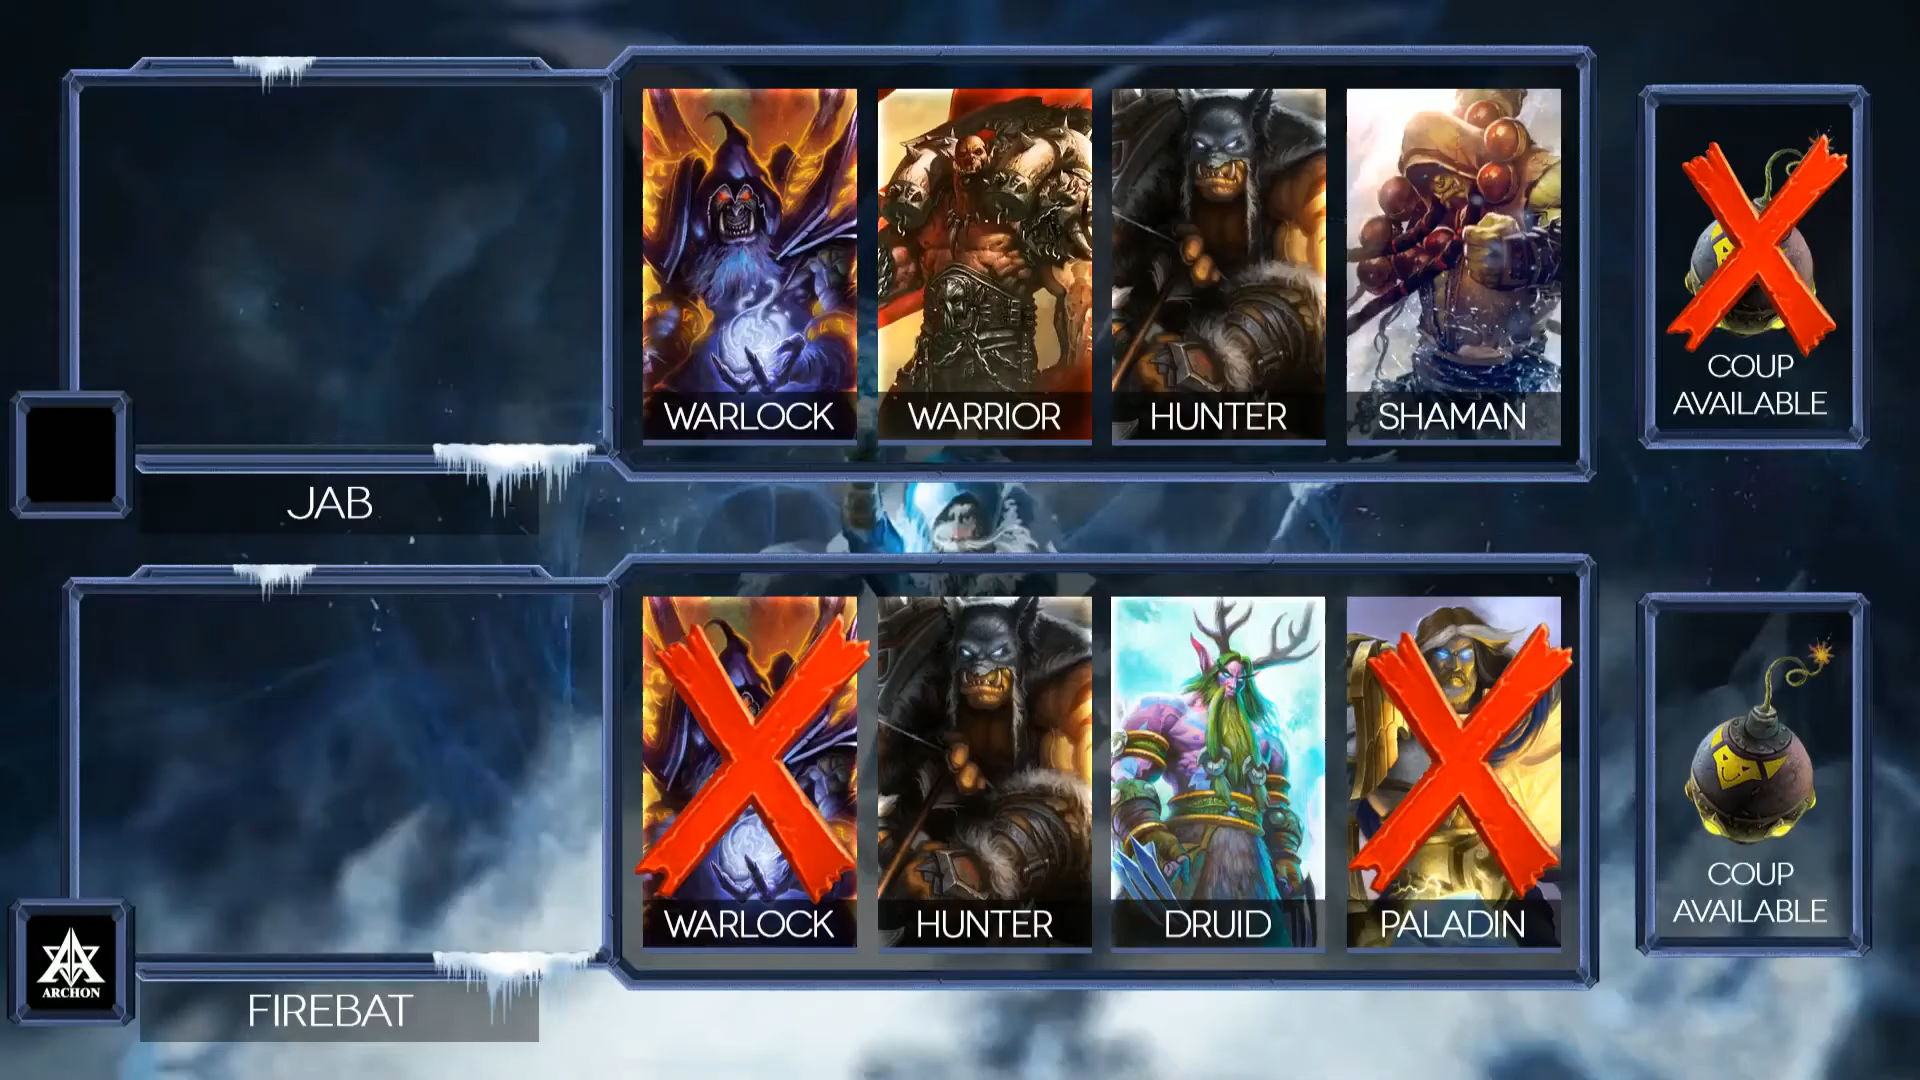 WARLOCK
WARRIOR
HUNTER
SHAMAN
COUP
AVAILABLE
JAB
WARLOCK
HUNTER
DRUID
PALADIN
COUP
AVAILABLE
ARCHON
FIREBAT